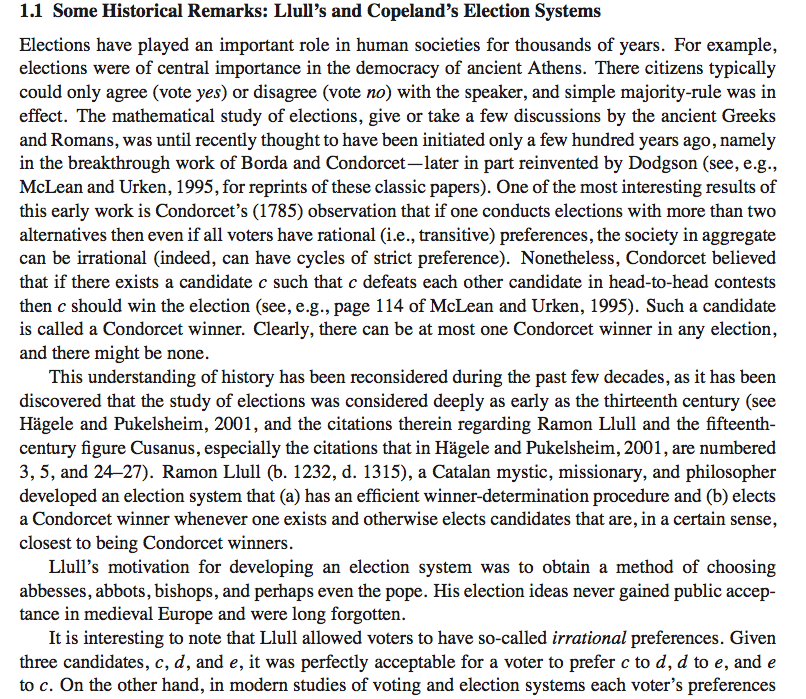 1.1 Some Historical Remarks: Llull's and Copeland's Election Systems
Elections have played an important role in human societies for thousands of years. For example,
elections were of central importance in the democracy of ancient Athens. There citizens typically
could only agree (vote yes) or disagree (vote no) with the speaker, and simple majority-rule was in
effect. The mathematical study of elections, give or take a few discussions by the ancient Greeks
and Romans, was until recently thought to have been initiated only a few hundred years ago, namely
in the breakthrough work of Borda and Condorcet—later in part reinvented by Dodgson (see, e.g.,
McLean and Urken, 1995, for reprints of these classic papers). One of the most interesting results of
this early work is Condorcet's (1785) observation that if one conducts elections with more than two
alternatives then even if all voters have rational (i.e., transitive) preferences, the society in aggregate
can be irrational (indeed, can have cycles of strict preference). Nonetheless, Condorcet believed
that if there exists a candidate c such that c defeats each other candidate in head-to-head contests
then c should win the election (see, e.g., page 114 of McLean and Urken, 1995). Such a candidate
is called a Condorcet winner. Clearly, there can be at most one Condorcet winner in any election,
and there might be none.
This understanding of history has been reconsidered during the past few decades, as it has been
discovered that the study of elections was considered deeply as early as the thirteenth century (see
Hägele and Pukelsheim, 2001, and the citations therein regarding Ramon Llull and the fifteenth-
century figure Cusanus, especially the citations that in Hägele and Pukelsheim, 2001, are numbered
3, 5, and 24–27). Ramon Llull (b. 1232, d. 1315), a Catalan mystic, missionary, and philosopher
developed an election system that (a) has an efficient winner-determination procedure and (b) elects
a Condorcet winner whenever one exists and otherwise elects candidates that are, in a certain sense,
closest to being Condorcet winners.
Llull's motivation for developing an election system was to obtain a method of choosing
abbesses, abbots, bishops, and perhaps even the pope. His election ideas never gained public accep-
tance in medieval Europe and were long forgotten.
It is interesting to note that Llull allowed voters to have so-called irrational preferences. Given
three candidates, c, d, and e, it was perfectly acceptable for a voter to prefer c to d, d to e, and e
to c. On the other hand, in modern studies of voting and election systems each voter's preferences